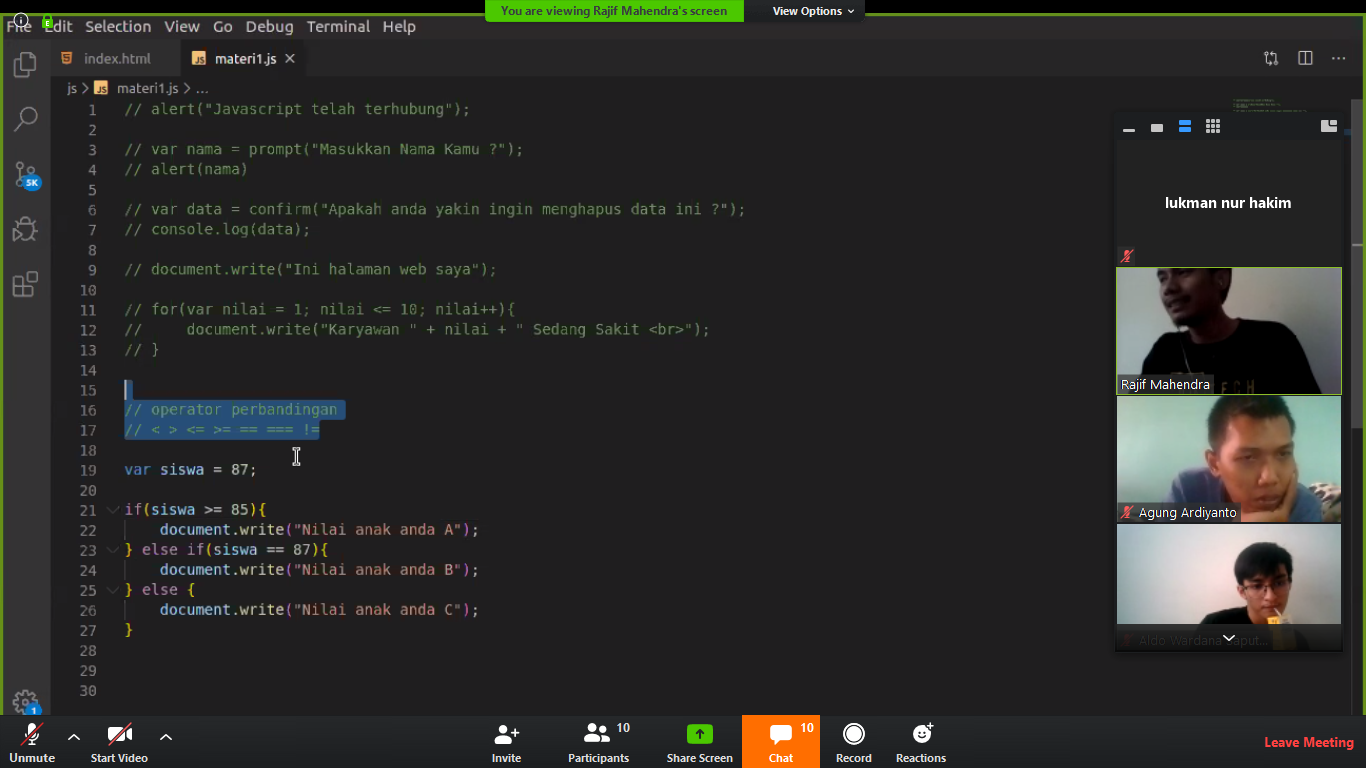 You are viewing Rajif Mahendra's screen
View Options
File Edit Selection View Go Debug Terminal Help
index.html
materi1.js
js > materi1.js > ...
1 // alert("Javascript telah terhubung");
2
3 // var nama = prompt("Masukkan Nama Kamu ?");
4 // alert(nama)
5
6 // var data = confirm("Apakah anda yakin ingin menghapus data ini ?");
7 // console.log(data);
8
9 // document.write("Ini halaman web saya");
10
11 // for(var nilai = 1; nilai <= 10; nilai++){
12 //     document.write("Karyawan " + nilai + " Sedang Sakit <br>");
13 // }
14
15
16 // operator perbandingan
17 // < > <= >= == === !=
18
19 var siswa = 87;
20
21 if(siswa >= 85){
22     document.write("Nilai anak anda A");
23 } else if(siswa == 87){
24     document.write("Nilai anak anda B");
25 } else {
26     document.write("Nilai anak anda C");
27 }
28
29
30
SK
1
lukman nur hakim
Rajif Mahendra
Agung Ardiyanto
Aldo Wardana Saput...
Unmute
Start Video
Invite
Participants 10
Share Screen
Chat 10
Record
Reactions
Leave Meeting